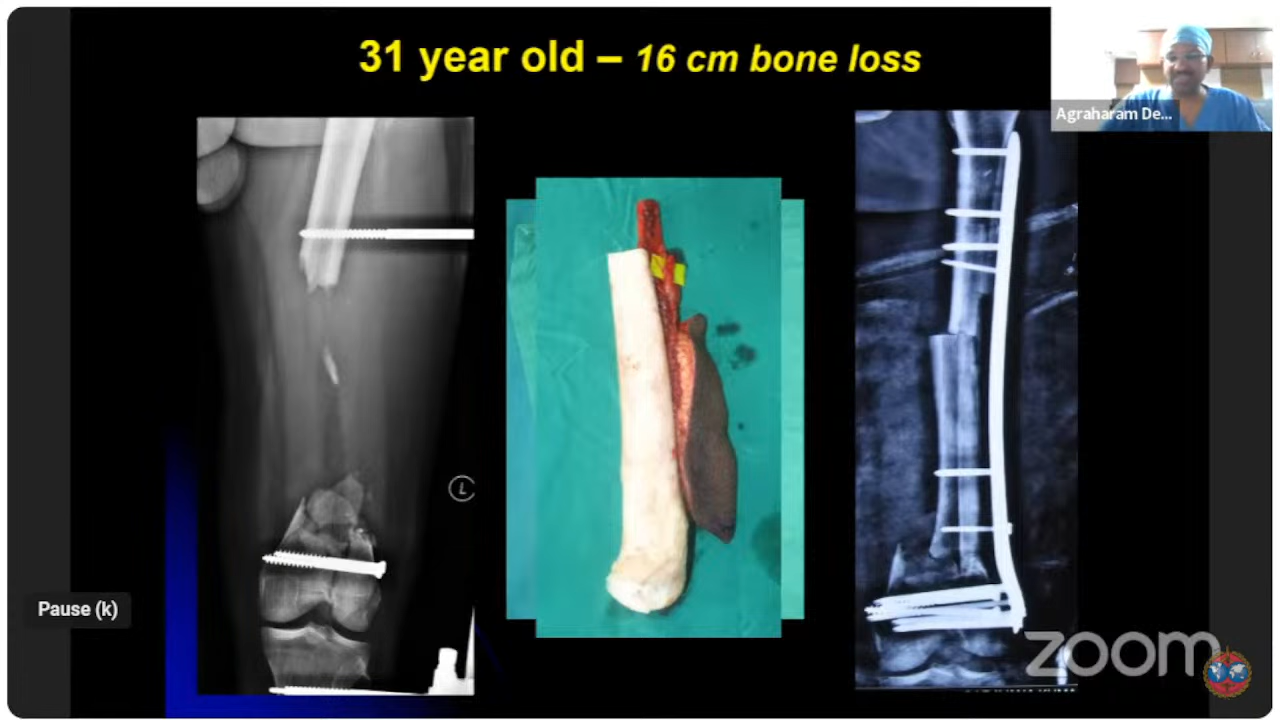 31 year old – 16 cm bone loss
Agraharam De...
L
Pause (k)
zoom